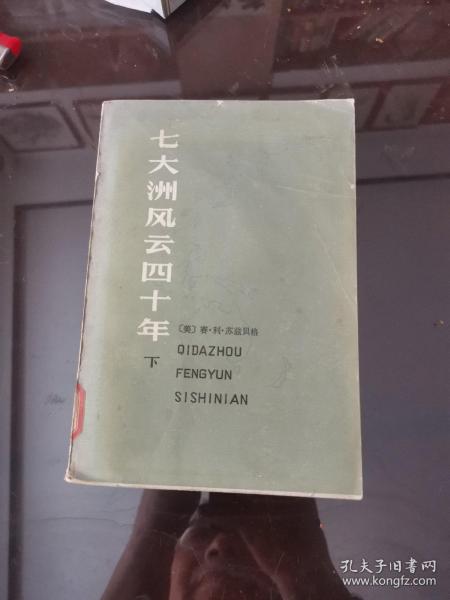 七大洲风云四十年
下
〔美〕赛·利·苏兹贝格
QIDAZHOU
FENGYUN
SISHINIAN
孔夫子旧书网
www.kongfz.com